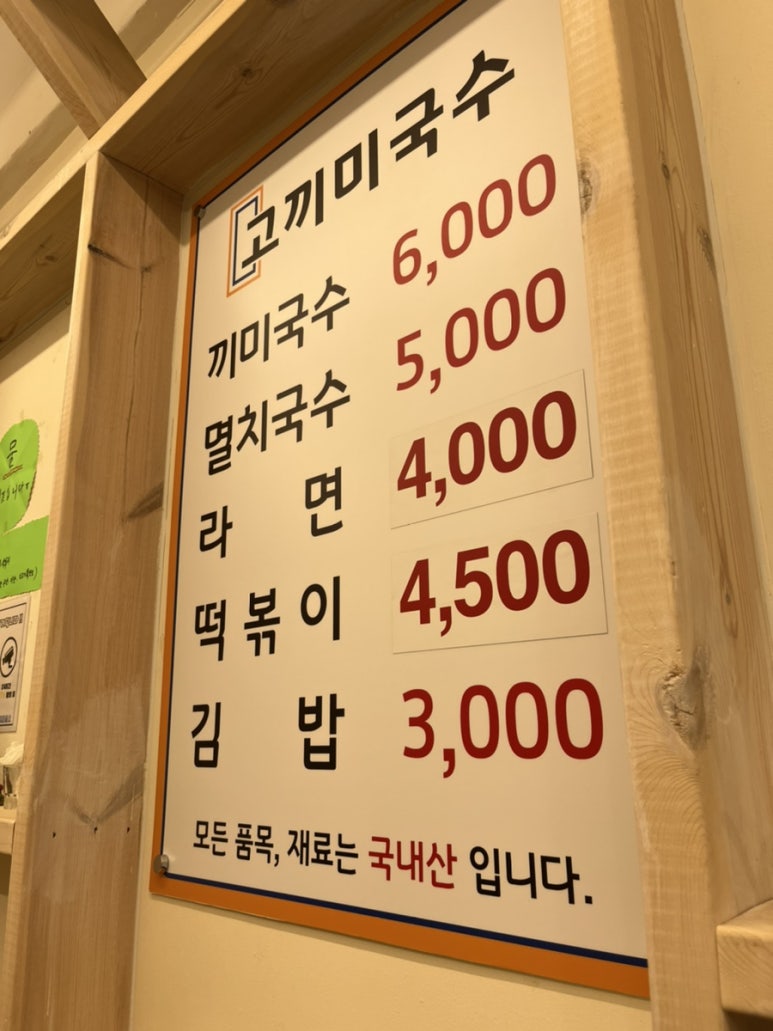 고끼미국수
끼미국수 6,000
멸치국수 5,000
라 면 4,000
떡 볶 이 4,500
김 밥 3,000
모든 품목, 재료는 국내산 입니다.
물